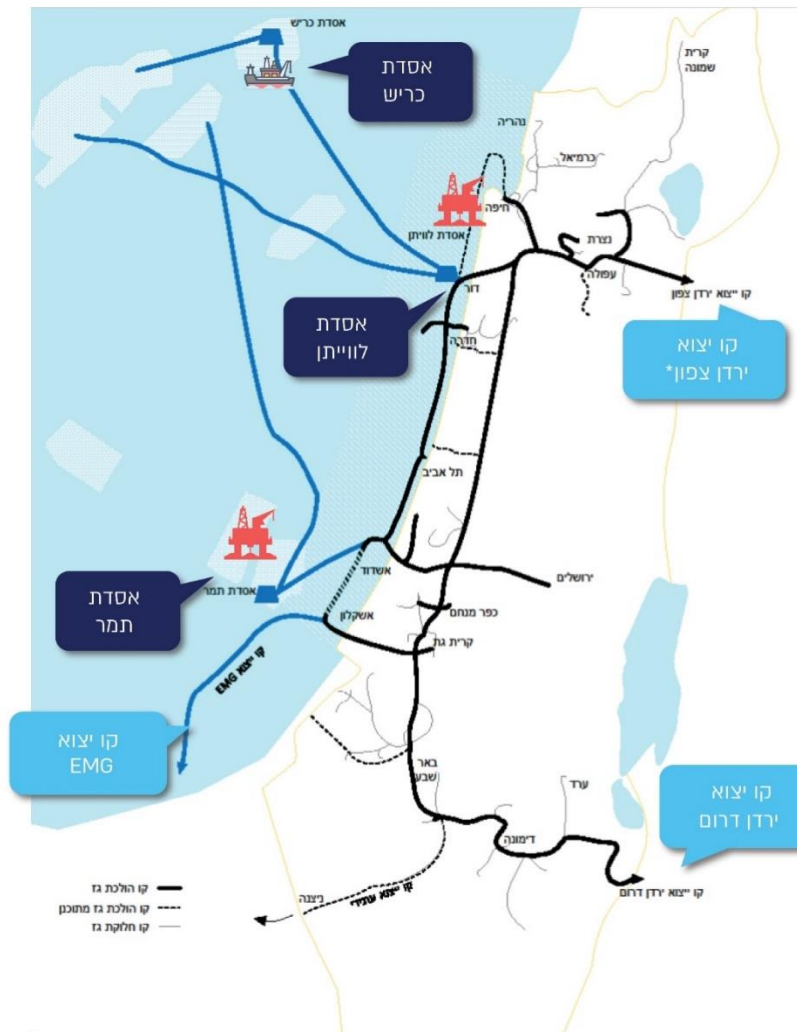 אסדת כריש
אסדת
כריש
קרית
שמונה
נהריה
כרמיאל
חיפה
אסדת לוויתן
נצרת
עפולה
דור
קו ייצוא ירדן צפון
אסדת
לווייתן
קו יצוא
ירדן צפון*
חדרה
תל אביב
אשדוד
ירושלים
אסדת תמר
אסדת
תמר
אשקלון
כפר מנחם
קרית גת
קו ייצוא EMG
קו יצוא
EMG
באר
שבע
ערד
קו יצוא
ירדן דרום
דימונה
קו ייצוא ירדן דרום
ניצנה
קו ייצוא עתידי
קו הולכת גז
קו הולכת גז מתוכנן
קו חלוקת גז